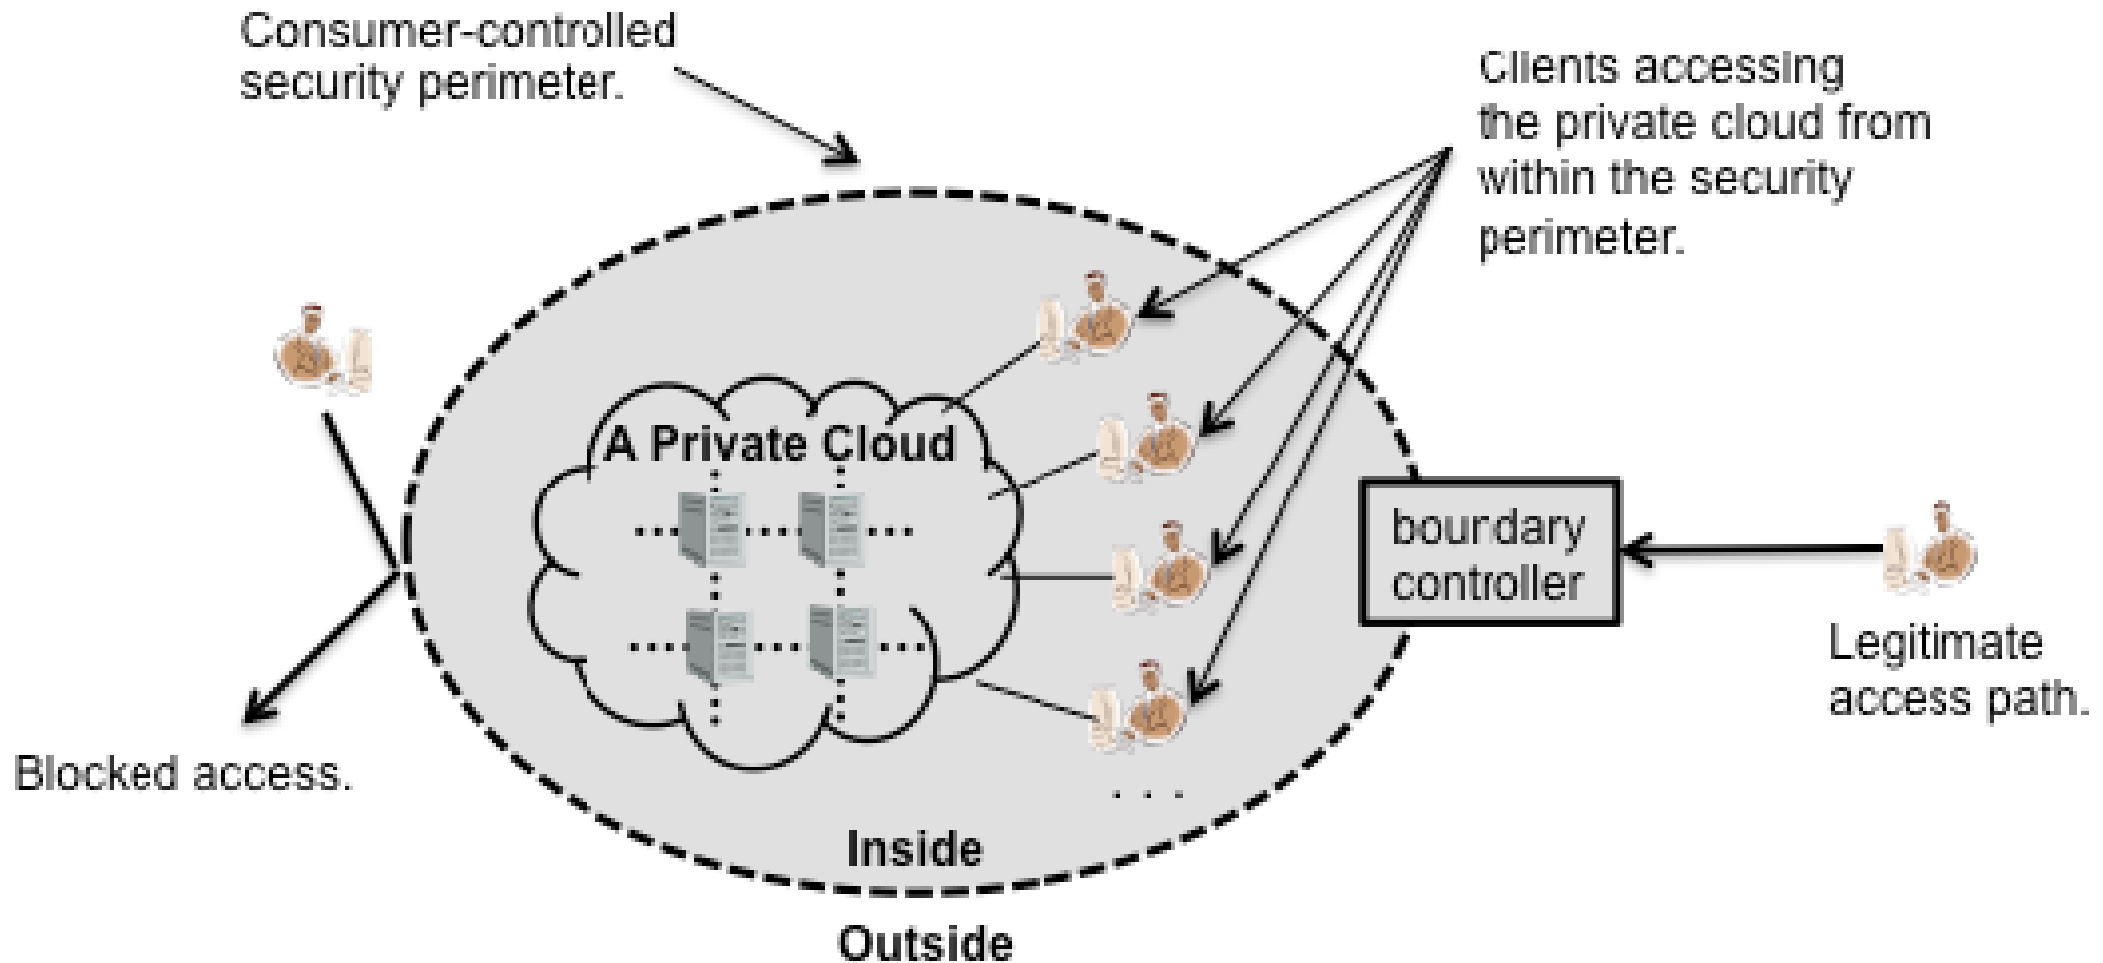 Consumer-controlled
security perimeter.
Clients accessing
the private cloud from
within the security
perimeter.
A Private Cloud
boundary
controller
Legitimate
access path.
Blocked access.
. . .
Inside
Outside